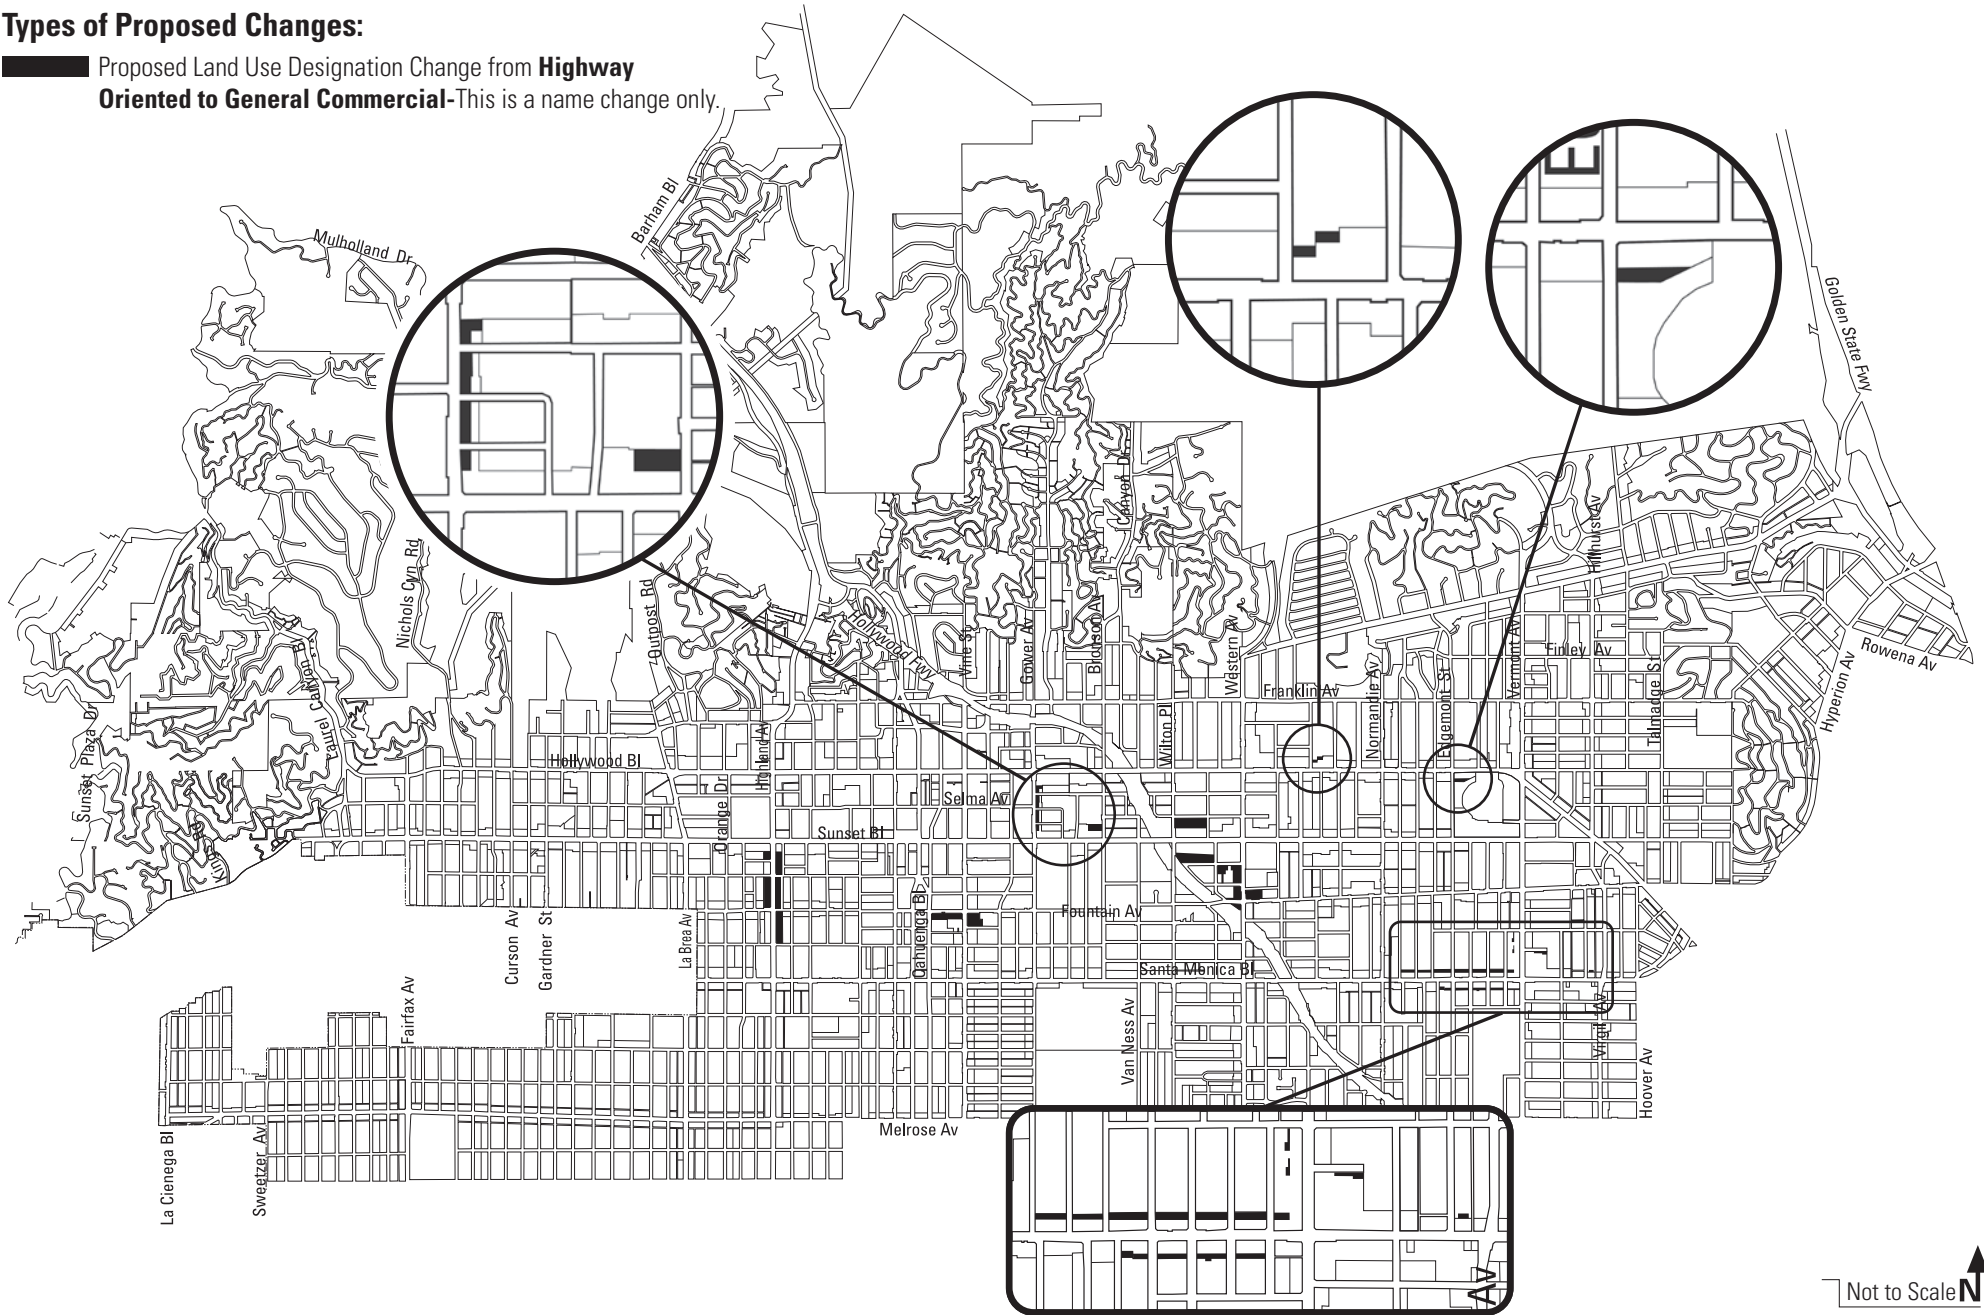 Types of Proposed Changes:
Proposed Land Use Designation Change from Highway
Oriented to General Commercial-This is a name change only.
Barham Bl
Mulholland Dr
E
Golden State Fwy
Canyon Dr
Hillhurst Av
Nichols Cyn Rd
Outpost Rd
Hollywood Fwy
Vine St
Gower Av
Bronson Av
Western Av
Vermont Av
Finley Av
Rowena Av
Laurel Canyon Bl
Franklin Av
Normandie Av
Edgemont St
Talmadge St
Hyperion Av
Sunset Plaza Dr
Highland Av
Wilton Pl
Hollywood Bl
Orange Dr
Selma Av
Sunset Bl
Curson Av
Gardner St
La Brea Av
Cahuenga Bl
Fountain Av
Santa Monica Bl
Fairfax Av
Van Ness Av
Virgil Av
Hoover Av
La Cienega Bl
Sweetzer Av
Melrose Av
Av
Not to Scale N